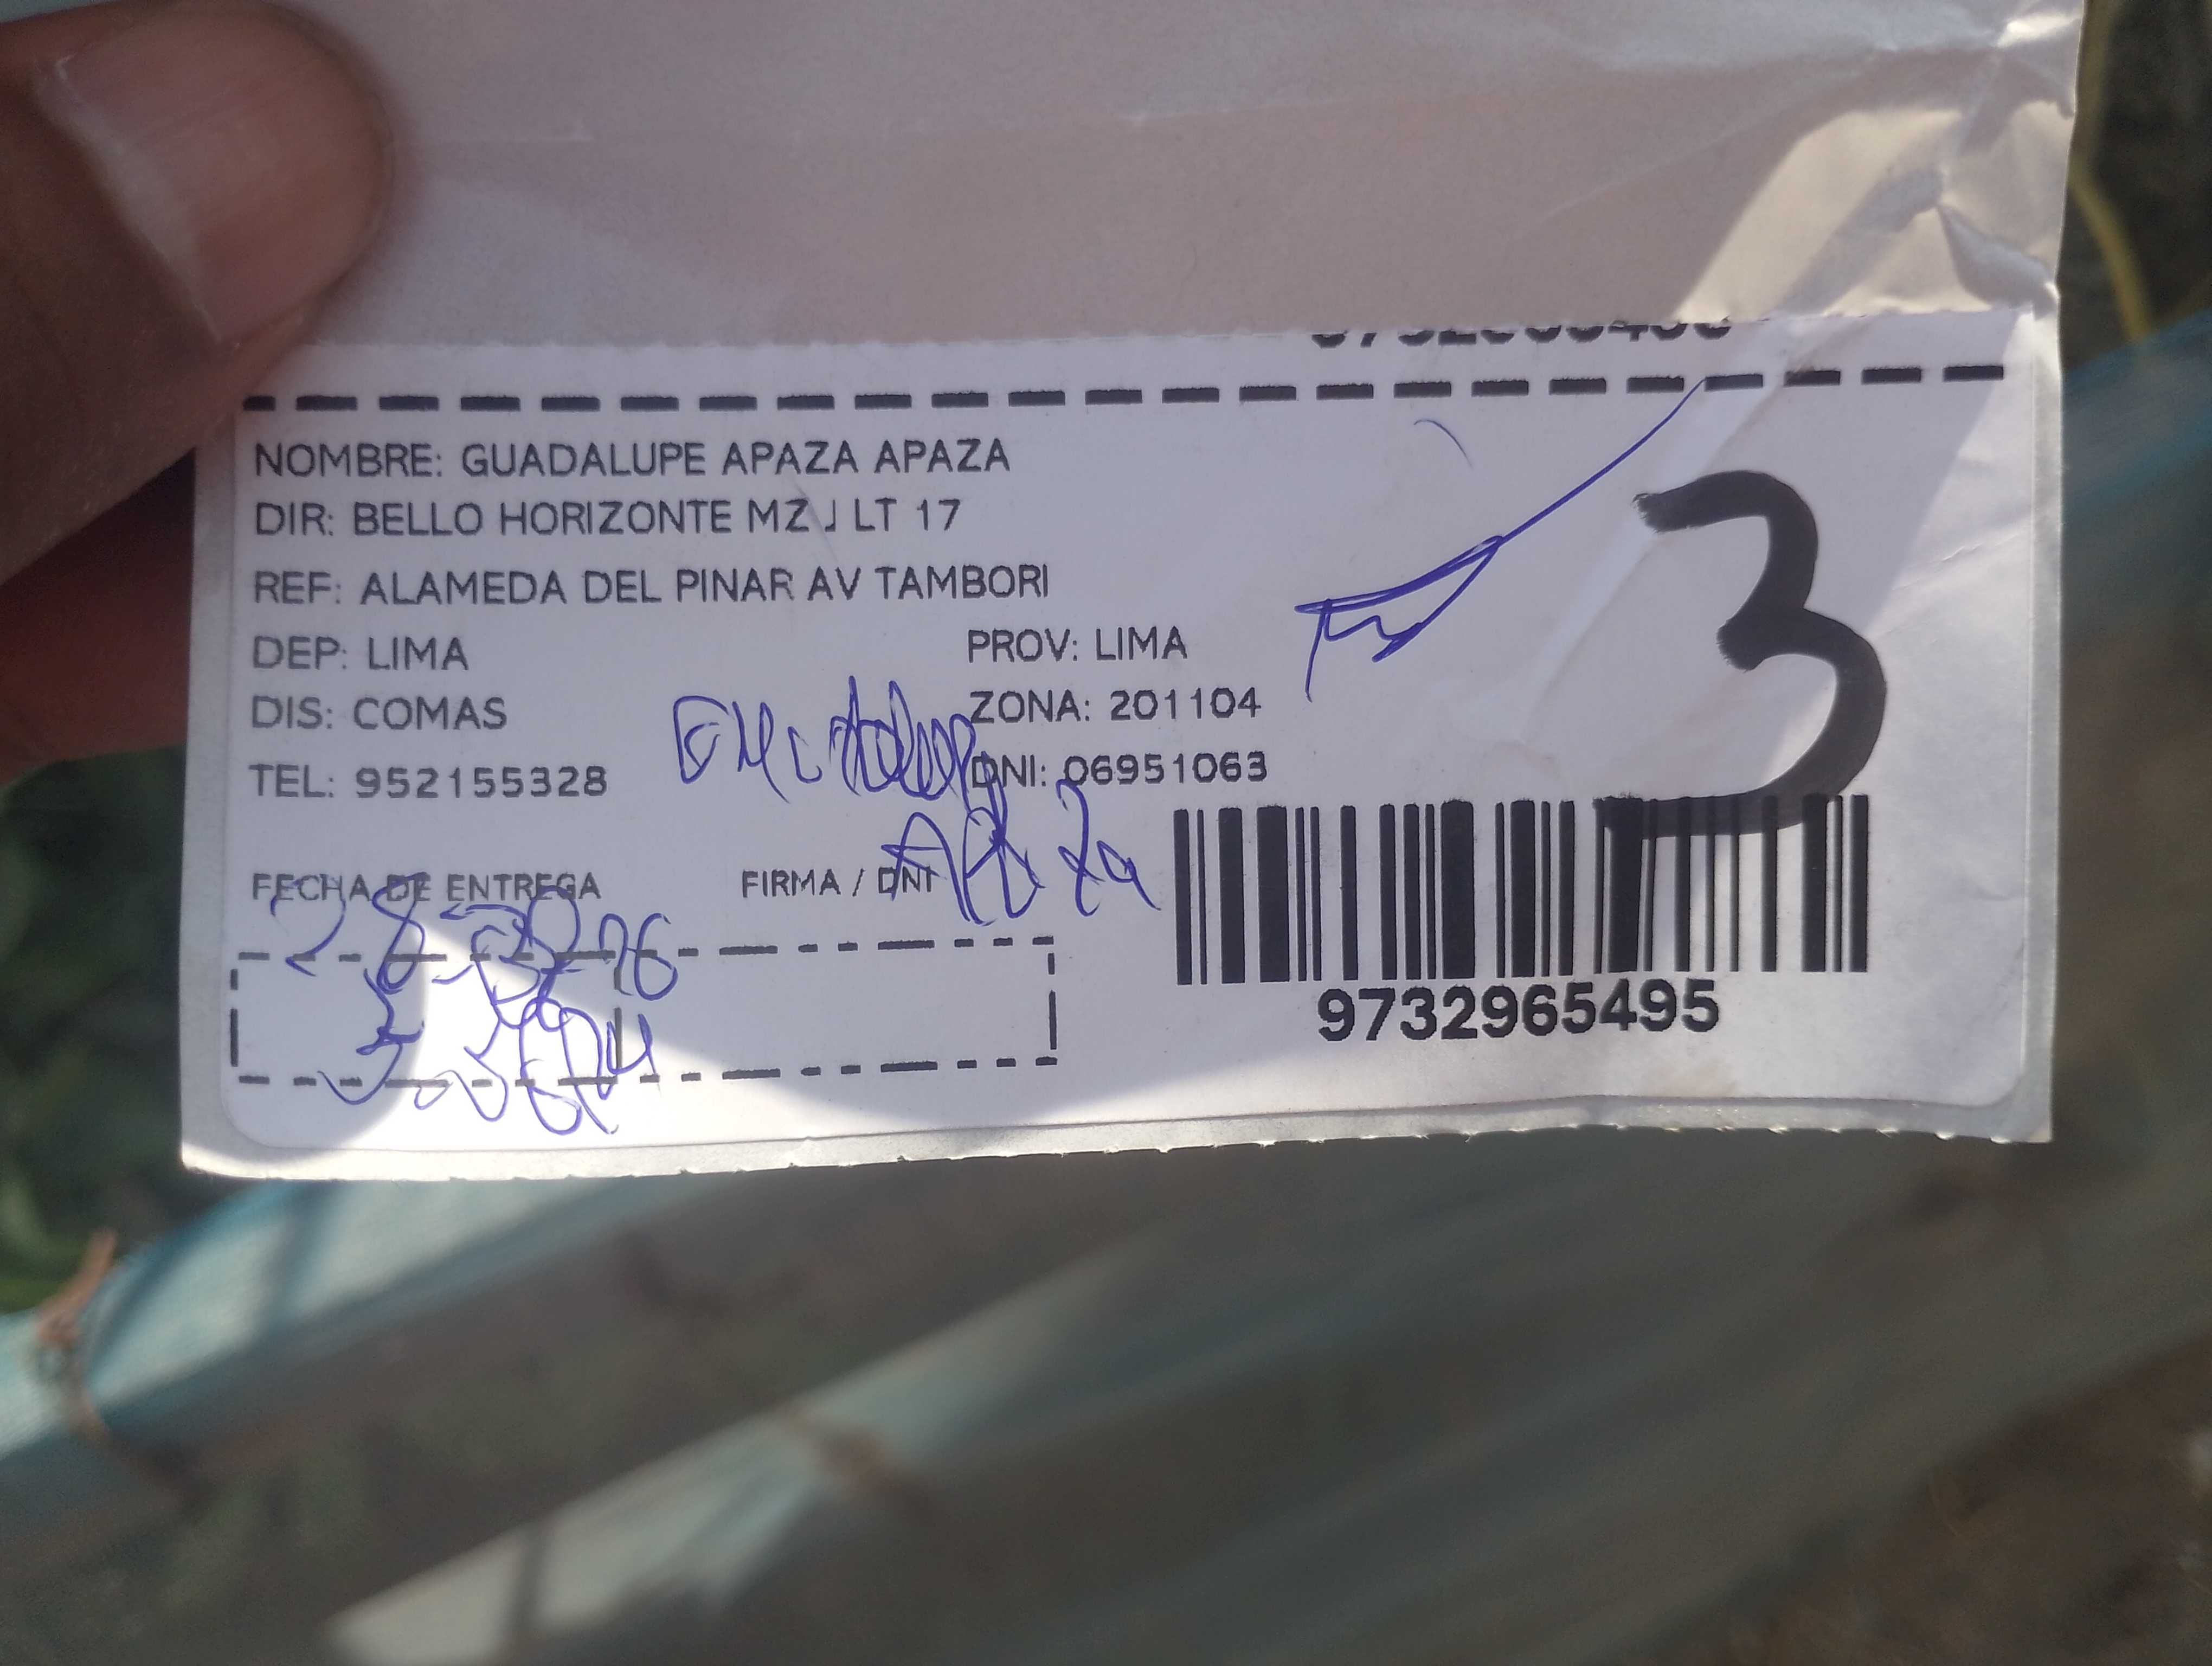 NOMBRE: GUADALUPE APAZA APAZA
DIR: BELLO HORIZONTE MZ J LT 17
REF: ALAMEDA DEL PINAR AV TAMBORI
DEP: LIMA PROV: LIMA
DIS: COMAS ZONA: 201104
TEL: 952155328 DNI: 06951063
3
FECHA DE ENTREGA FIRMA / DNI
9732965495